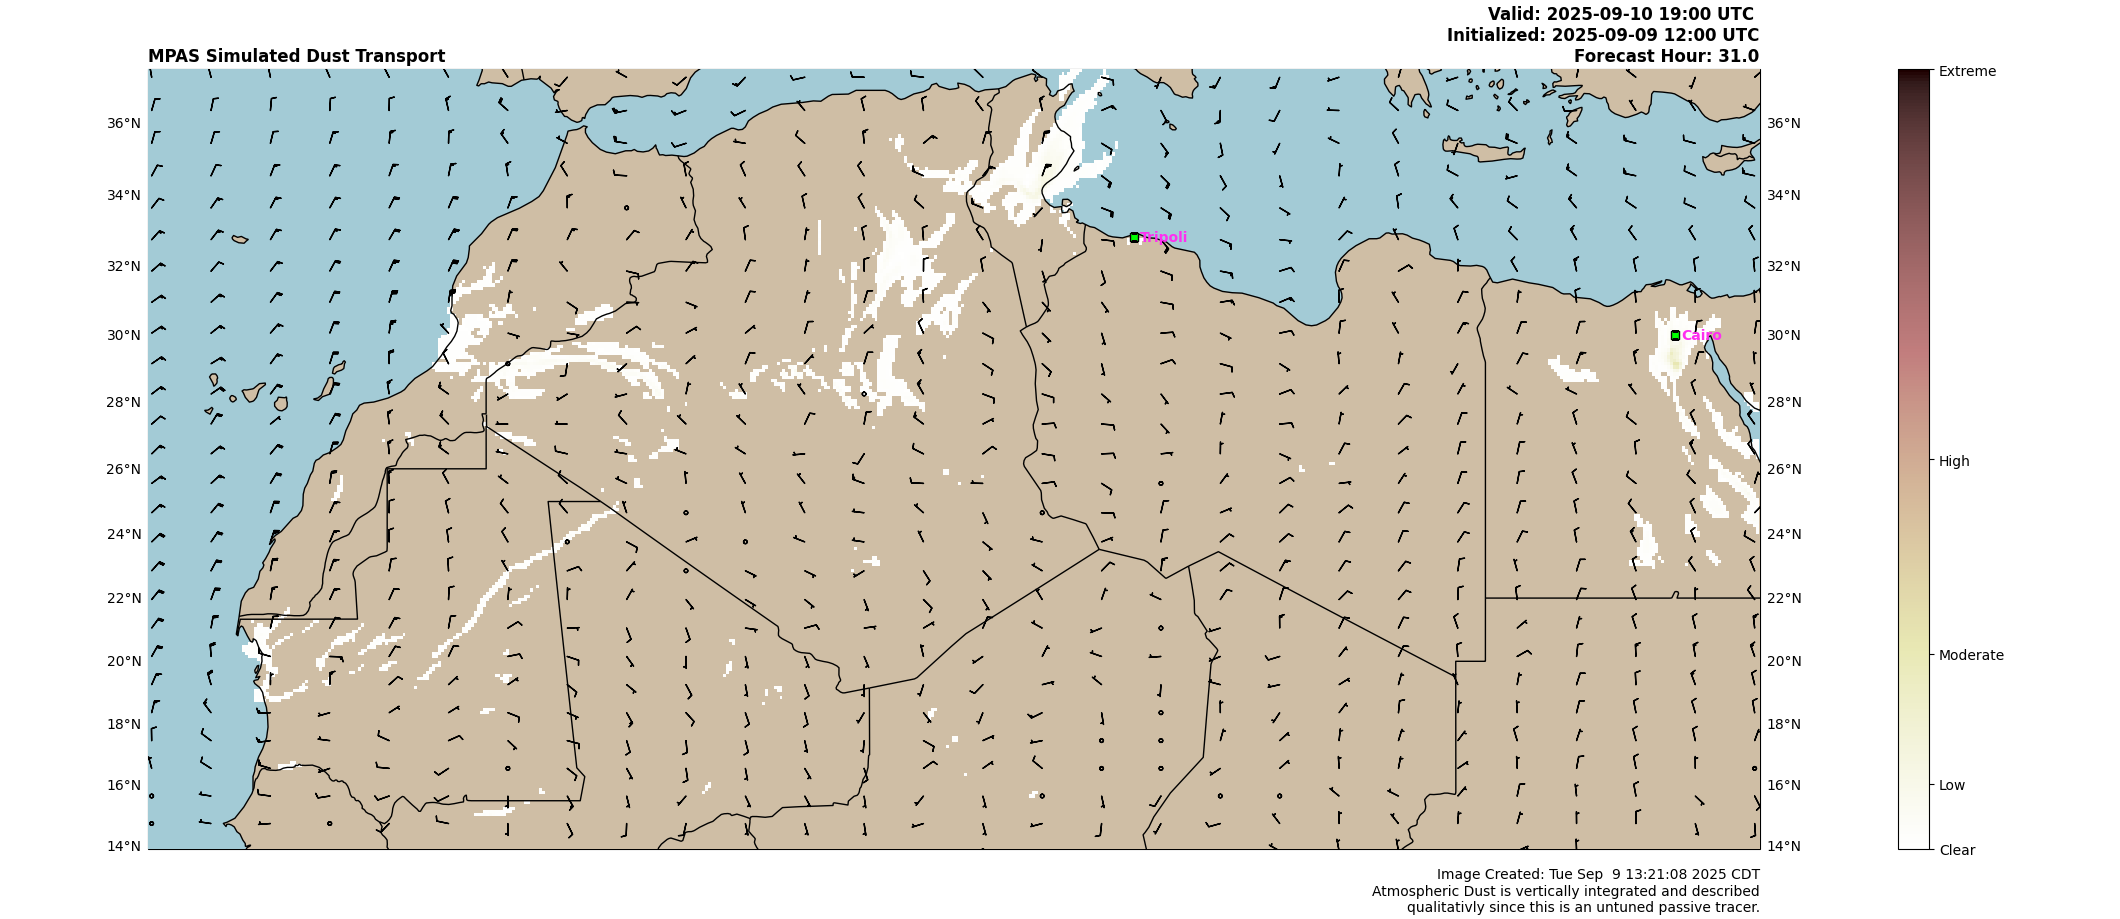 Valid: 2025-09-10 19:00 UTC
Initialized: 2025-09-09 12:00 UTC
MPAS Simulated Dust Transport
Forecast Hour: 31.0
Extreme
36°N
36°N
34°N
34°N
Tripoli
32°N
32°N
30°N
Cairo
30°N
28°N
28°N
26°N
26°N
High
24°N
24°N
22°N
22°N
20°N
20°N
Moderate
18°N
18°N
16°N
16°N
Low
14°N
14°N
Clear
Image Created: Tue Sep  9 13:21:08 2025 CDT
Atmospheric Dust is vertically integrated and described
qualitativly since this is an untuned passive tracer.